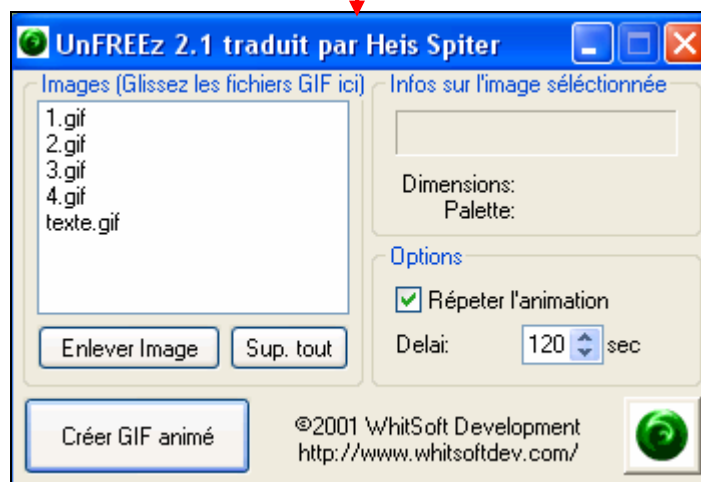 UnFREEz 2.1 traduit par Heis Spiter
Images (Glissez les fichiers GIF ici)
1.gif
2.gif
3.gif
4.gif
texte.gif
Enlever Image
Sup. tout
Infos sur l'image séléctionnée
Dimensions:
Palette:
Options
Répeter l'animation
Delai:
120
sec
Créer GIF animé
©2001 WhitSoft Development
http://www.whitsoftdev.com/